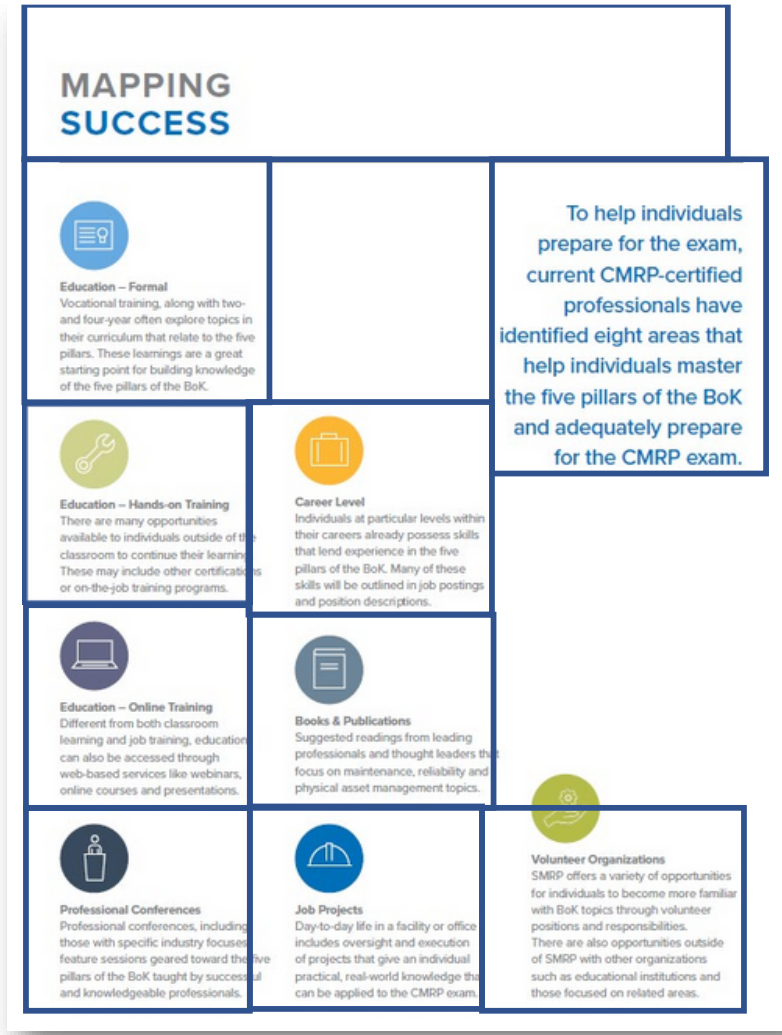 MAPPING
SUCCESS
To help individuals
prepare for the exam,
current CMRP-certified
professionals have
identified eight areas that
help individuals master
the five pillars of the BoK
and adequately prepare
for the CMRP exam.
Education – Formal
Vocational training, along with two-
and four-year often explore topics in
their curriculum that relate to the five
pillars. These learnings are a great
starting point for building knowledge
of the five pillars of the BoK.
Education – Hands-on Training
There are many opportunities
available to individuals outside of the
classroom to continue their learning
These may include other certifications
or on-the-job training programs.
Career Level
Individuals at particular levels within
their careers already possess skills
that lend experience in the five
pillars of the BoK. Many of these
skills will be outlined in job postings
and position descriptions.
Education – Online Training
Different from both classroom
learning and job training, education
can also be accessed through
web-based services like webinars,
online courses and presentations.
Books & Publications
Suggested readings from leading
professionals and thought leaders that
focus on maintenance, reliability and
physical asset management topics.
Professional Conferences
Professional conferences, including
those with specific industry focuses
feature sessions geared toward the five
pillars of the BoK taught by successful
and knowledgeable professionals.
Job Projects
Day-to-day life in a facility or office
includes oversight and execution
of projects that give an individual
practical, real-world knowledge that
can be applied to the CMRP exam.
Volunteer Organizations
SMRP offers a variety of opportunities
for individuals to become more familiar
with BoK topics through volunteer
positions and responsibilities.
There are also opportunities outside
of SMRP with other organizations
such as educational institutions and
those focused on related areas.